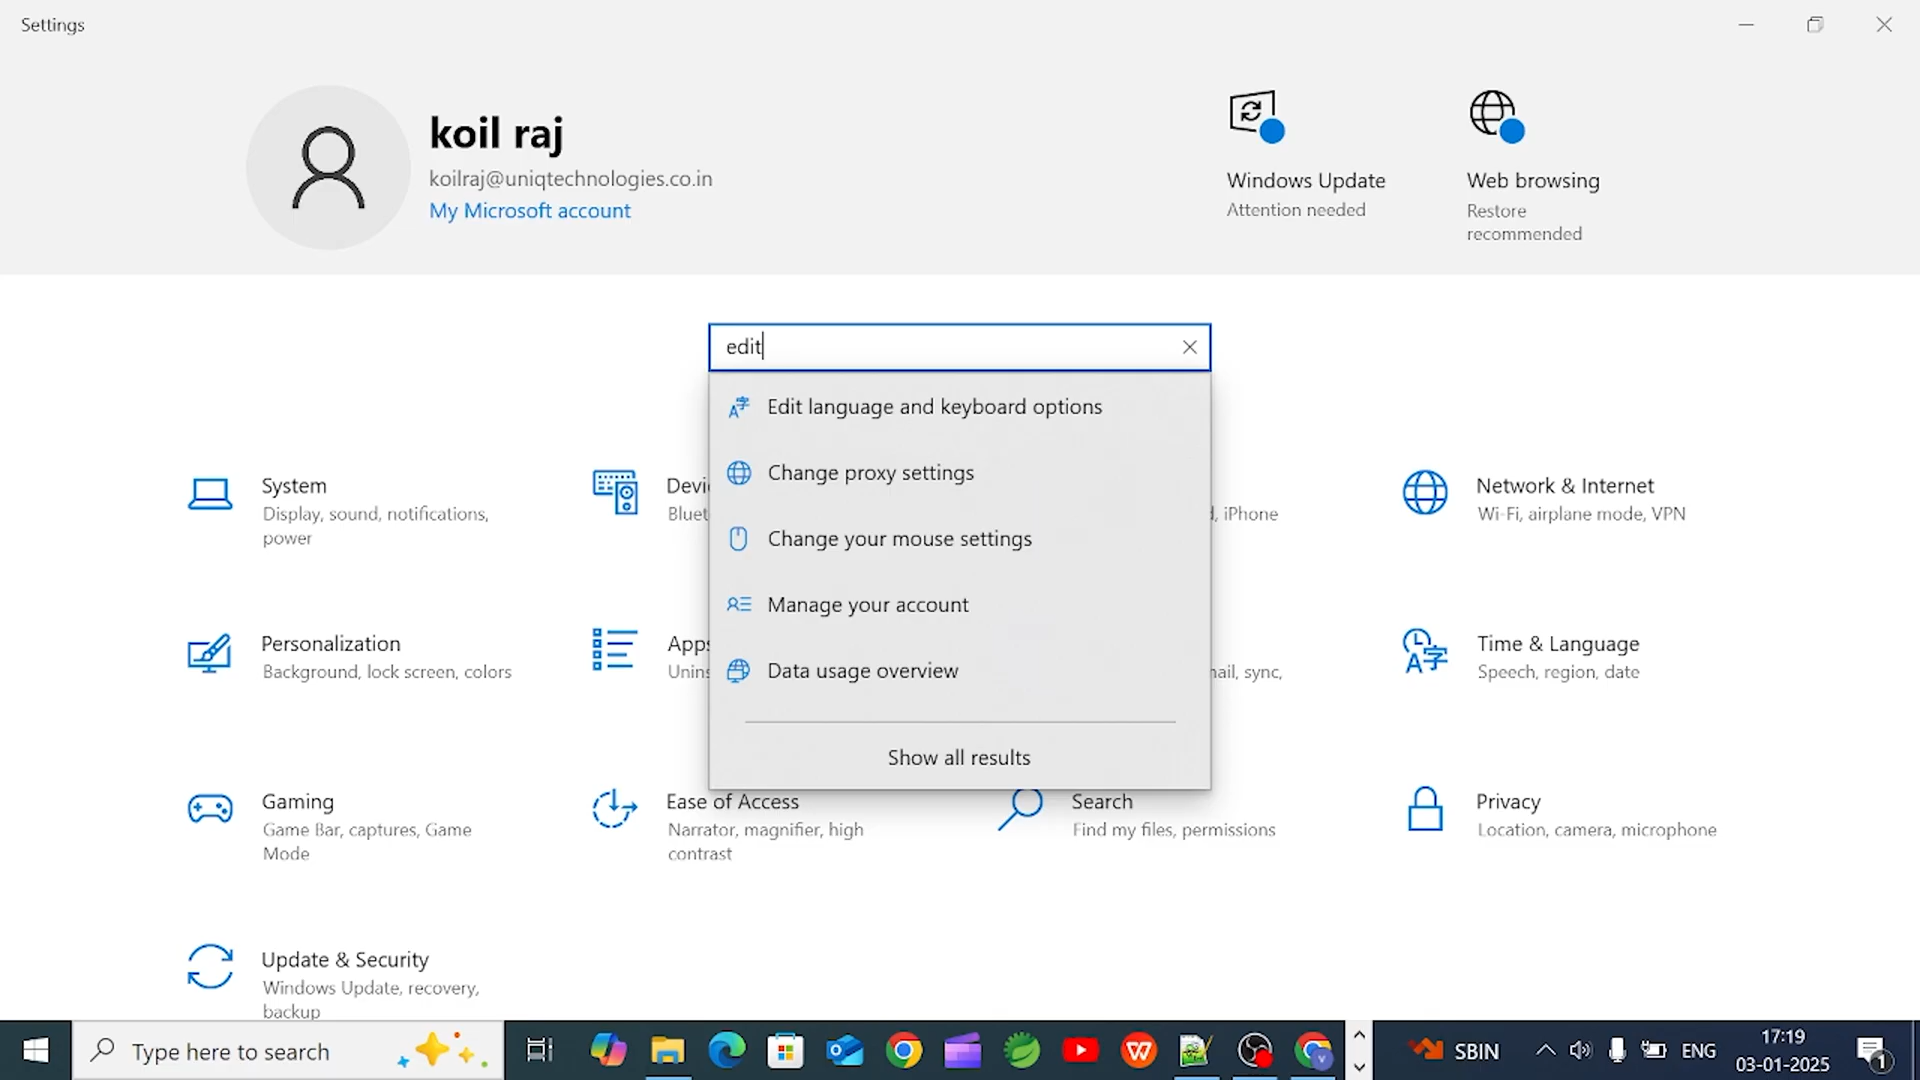 Settings
koil raj
koilraj@uniqtechnologies.co.in
My Microsoft account
Windows Update
Attention needed
Web browsing
Restore
recommended
edit
Edit language and keyboard options
Change proxy settings
Change your mouse settings
Manage your account
Data usage overview
Show all results
System
Display, sound, notifications,
power
Devi
Bluet
, iPhone
Network & Internet
Wi-Fi, airplane mode, VPN
Personalization
Background, lock screen, colors
Apps
Unins
ail, sync,
Time & Language
Speech, region, date
Gaming
Game Bar, captures, Game
Mode
Ease of Access
Narrator, magnifier, high
contrast
Search
Find my files, permissions
Privacy
Location, camera, microphone
Update & Security
Windows Update, recovery,
backup
Type here to search
SBIN
ENG
17:19
03-01-2025
1